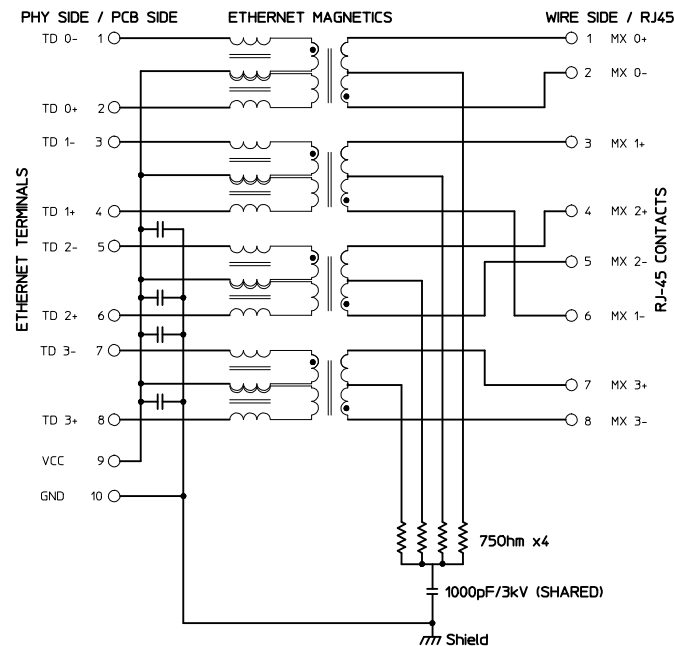 PHY SIDE / PCB SIDE ETHERNET MAGNETICS WIRE SIDE / RJ45
TD 0- 1 1 MX 0+
2 MX 0-
TD 0+ 2
TD 1- 3 3 MX 1+
TD 1+ 4 4 MX 2+
TD 2- 5 5 MX 2-
TD 2+ 6 6 MX 1-
TD 3- 7 7 MX 3+
TD 3+ 8 8 MX 3-
VCC 9
GND 10
ETHERNET TERMINALS
RJ-45 CONTACTS
75Ohm x4
1000pF/3kV (SHARED)
Shield